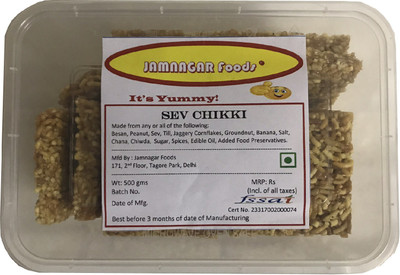 JAMNAGAR Foods®
It's Yummy!
SEV CHIKKI
Made from any or all of the following:
Besan, Peanut, Sev, Till, Jaggery Cornflakes, Groundnut, Banana, Salt,
Chana, Chiwda. Sugar, Spices, Edible Oil, Added Food Preservatives.
Mfd By : Jamnagar Foods
171, 2nd Floor, Tagore Park, Delhi
Wt: 500 gms
MRP: Rs
Batch No.
(Incl. of all taxes)
Date of Mfg.
fssai
Cert No. 23317002000074
Best before 3 months of date of Manufacturing